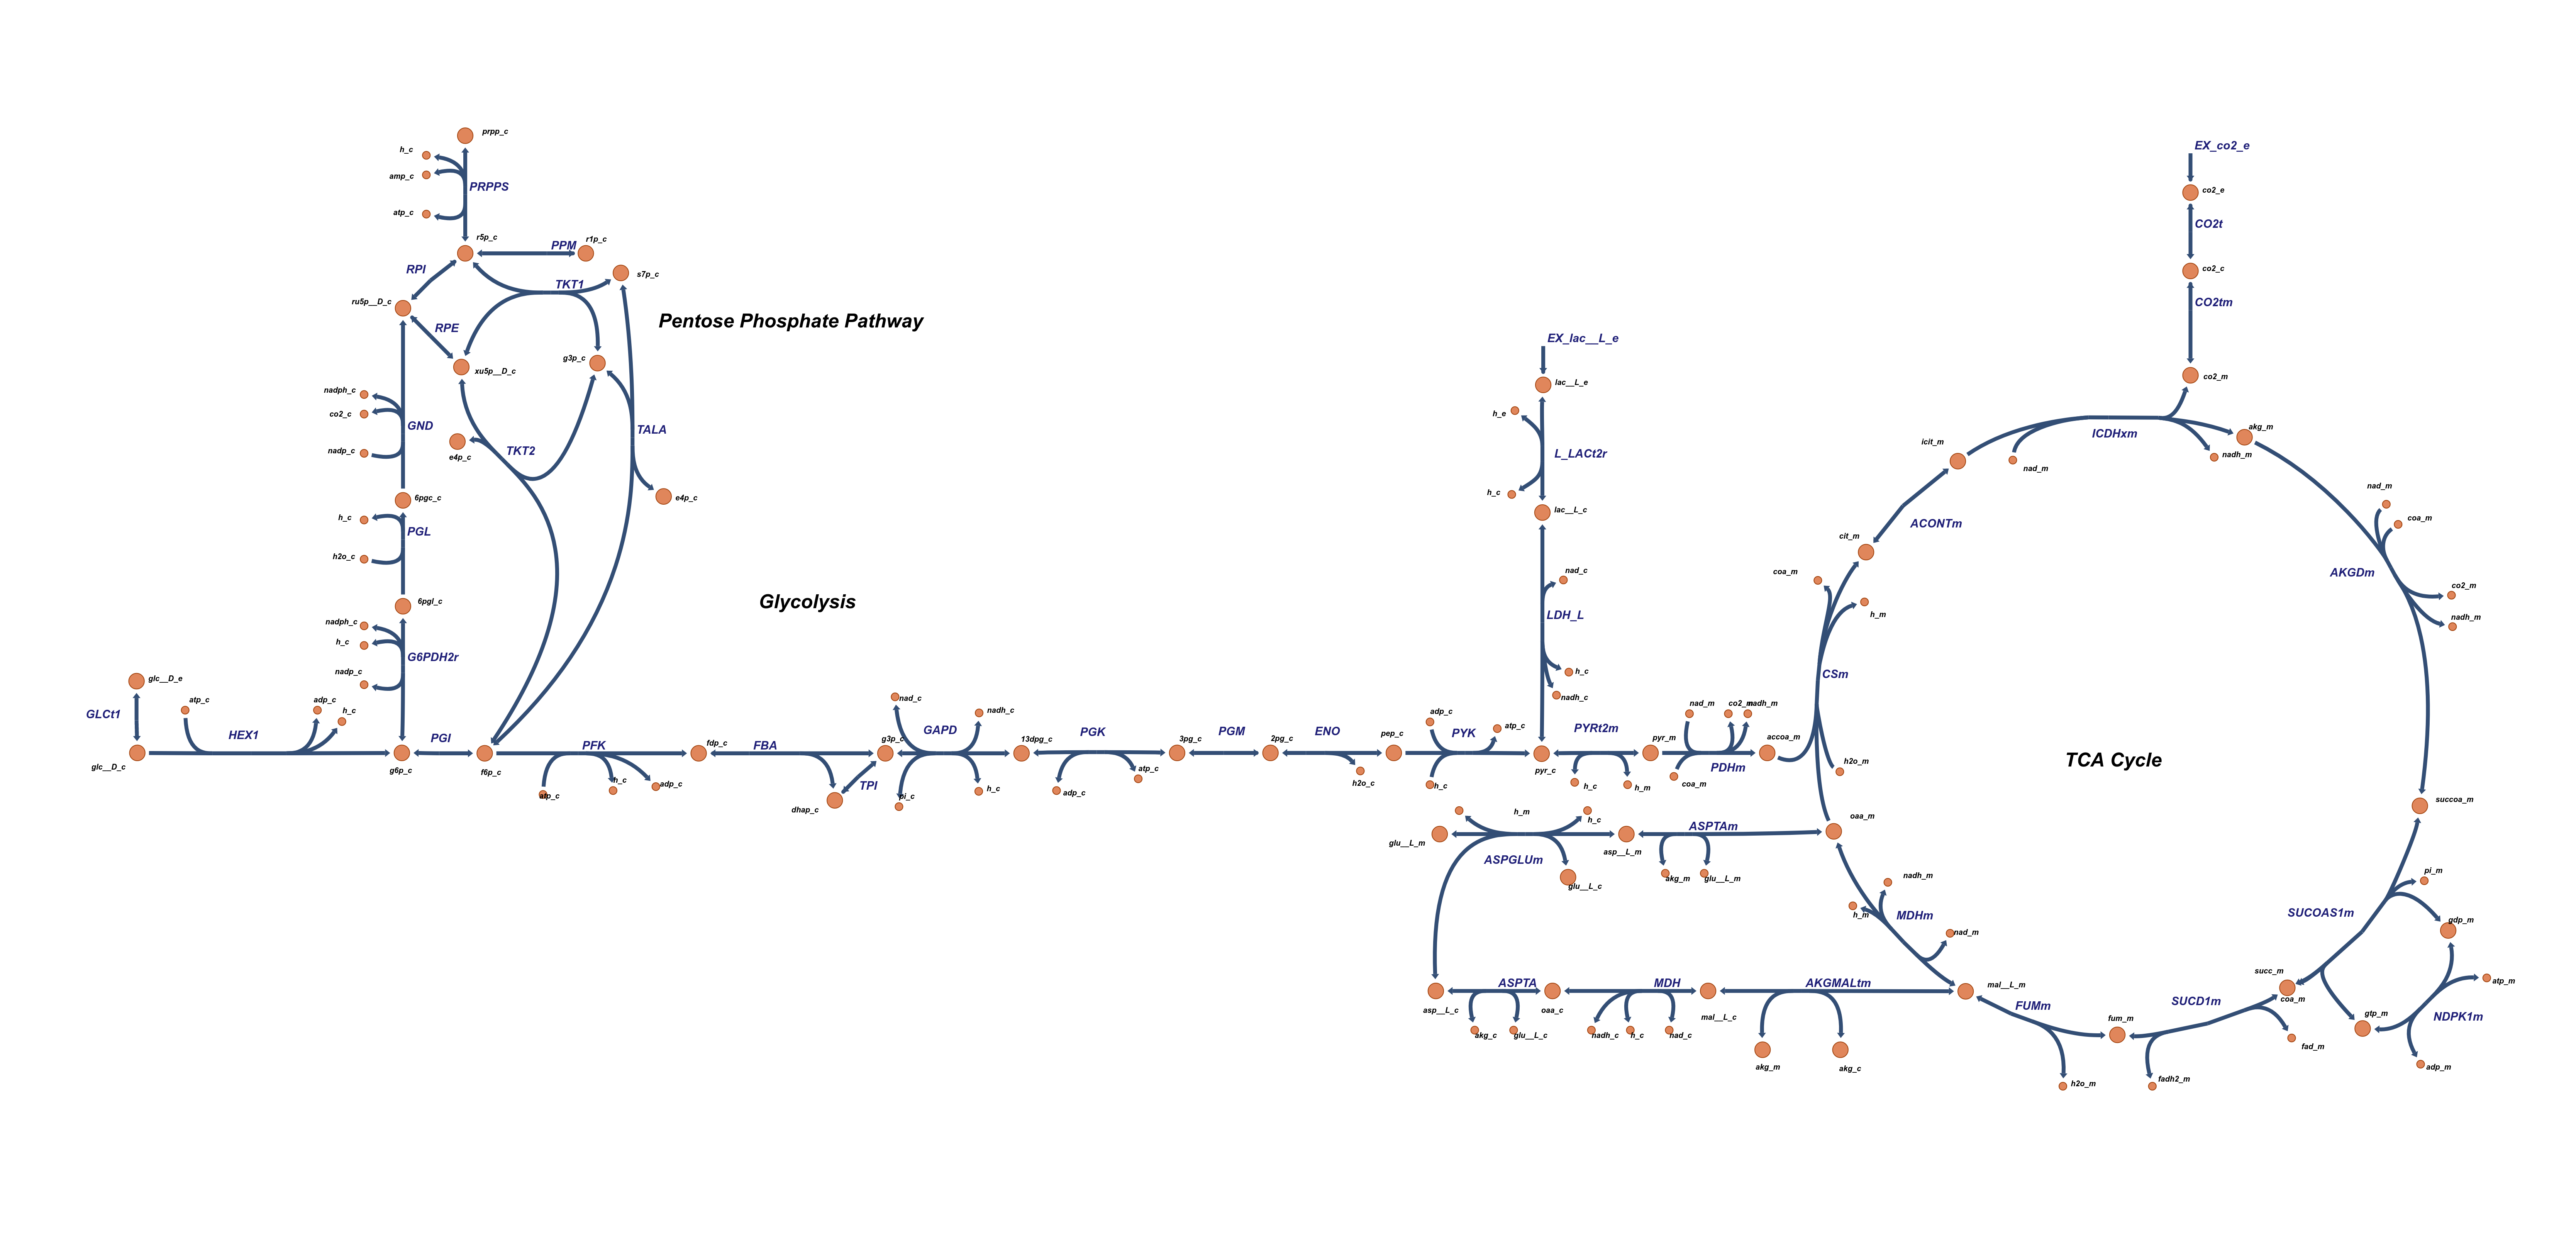 prpp_c
h_c
amp_c
PRPPS
atp_c
r5p_c
PPM
r1p_c
RPI
TKT1
s7p_c
ru5p__D_c
RPE
Pentose Phosphate Pathway
g3p_c
xu5p__D_c
nadph_c
co2_c
GND
nadp_c
TKT2
e4p_c
TALA
e4p_c
6pgc_c
h_c
PGL
h2o_c
6pgl_c
nadph_c
h_c
G6PDH2r
nadp_c
Glycolysis
glc__D_e
GLCt1
atp_c
HEX1
adp_c
h_c
glc__D_c
g6p_c
PGI
f6p_c
PFK
atp_c
h_c
adp_c
fdp_c
FBA
dhap_c
TPI
g3p_c
nad_c
GAPD
nadh_c
pi_c
h_c
13dpg_c
PGK
adp_c
atp_c
3pg_c
PGM
2pg_c
ENO
h2o_c
pep_c
adp_c
PYK
atp_c
h_c
pyr_c
EX_lac__L_e
lac__L_e
h_e
L_LACt2r
h_c
lac__L_c
nad_c
LDH_L
h_c
nadh_c
PYRt2m
h_c
h_m
pyr_m
nad_m
co2_m
nadh_m
PDHm
coa_m
accoa_m
EX_co2_e
co2_e
CO2t
co2_c
CO2tm
co2_m
icit_m
ICDHxm
akg_m
nad_m
nadh_m
ACONTm
cit_m
coa_m
h_m
CSm
h2o_m
oaa_m
nad_m
coa_m
AKGDm
co2_m
nadh_m
TCA Cycle
succoa_m
pi_m
SUCOAS1m
gdp_m
succ_m
coa_m
atp_m
gtp_m
NDPK1m
adp_m
SUCD1m
fad_m
fadh2_m
fum_m
FUMm
h2o_m
mal__L_m
nadh_m
h_m
MDHm
nad_m
glu__L_m
h_m
h_c
ASPGLUm
glu__L_c
asp__L_m
ASPTAm
akg_m
glu__L_m
asp__L_c
ASPTA
akg_c
glu__L_c
oaa_c
MDH
nadh_c
h_c
nad_c
mal__L_c
AKGMALtm
akg_m
akg_c